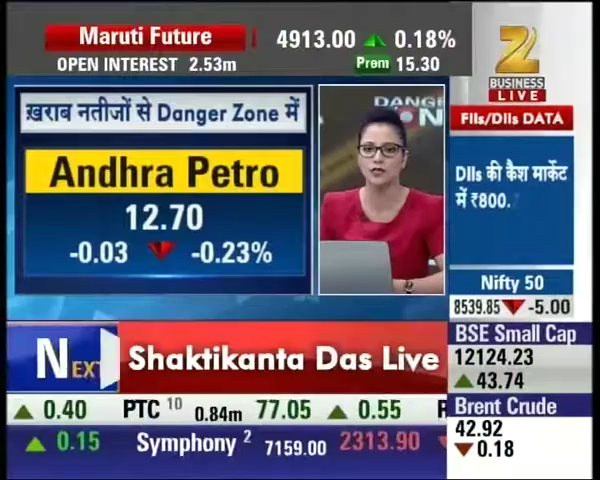 Maruti Future
4913.00 0.18%
OPEN INTEREST 2.53m
Prem 15.30
Z
BUSINESS
LIVE
ख़राब नतीजों से Danger Zone में
Andhra Petro
12.70
-0.03 -0.23%
FIIs/DIIs DATA
DIIs की कैश मार्केट
में ₹800.
Nifty 50
8539.85 -5.00
NEXT
Shaktikanta Das Live
BSE Small Cap
12124.23
43.74
0.40 PTC 10 0.84m 77.05 0.55
Brent Crude
42.92
0.18
0.15 Symphony 2 7159.00 2313.90